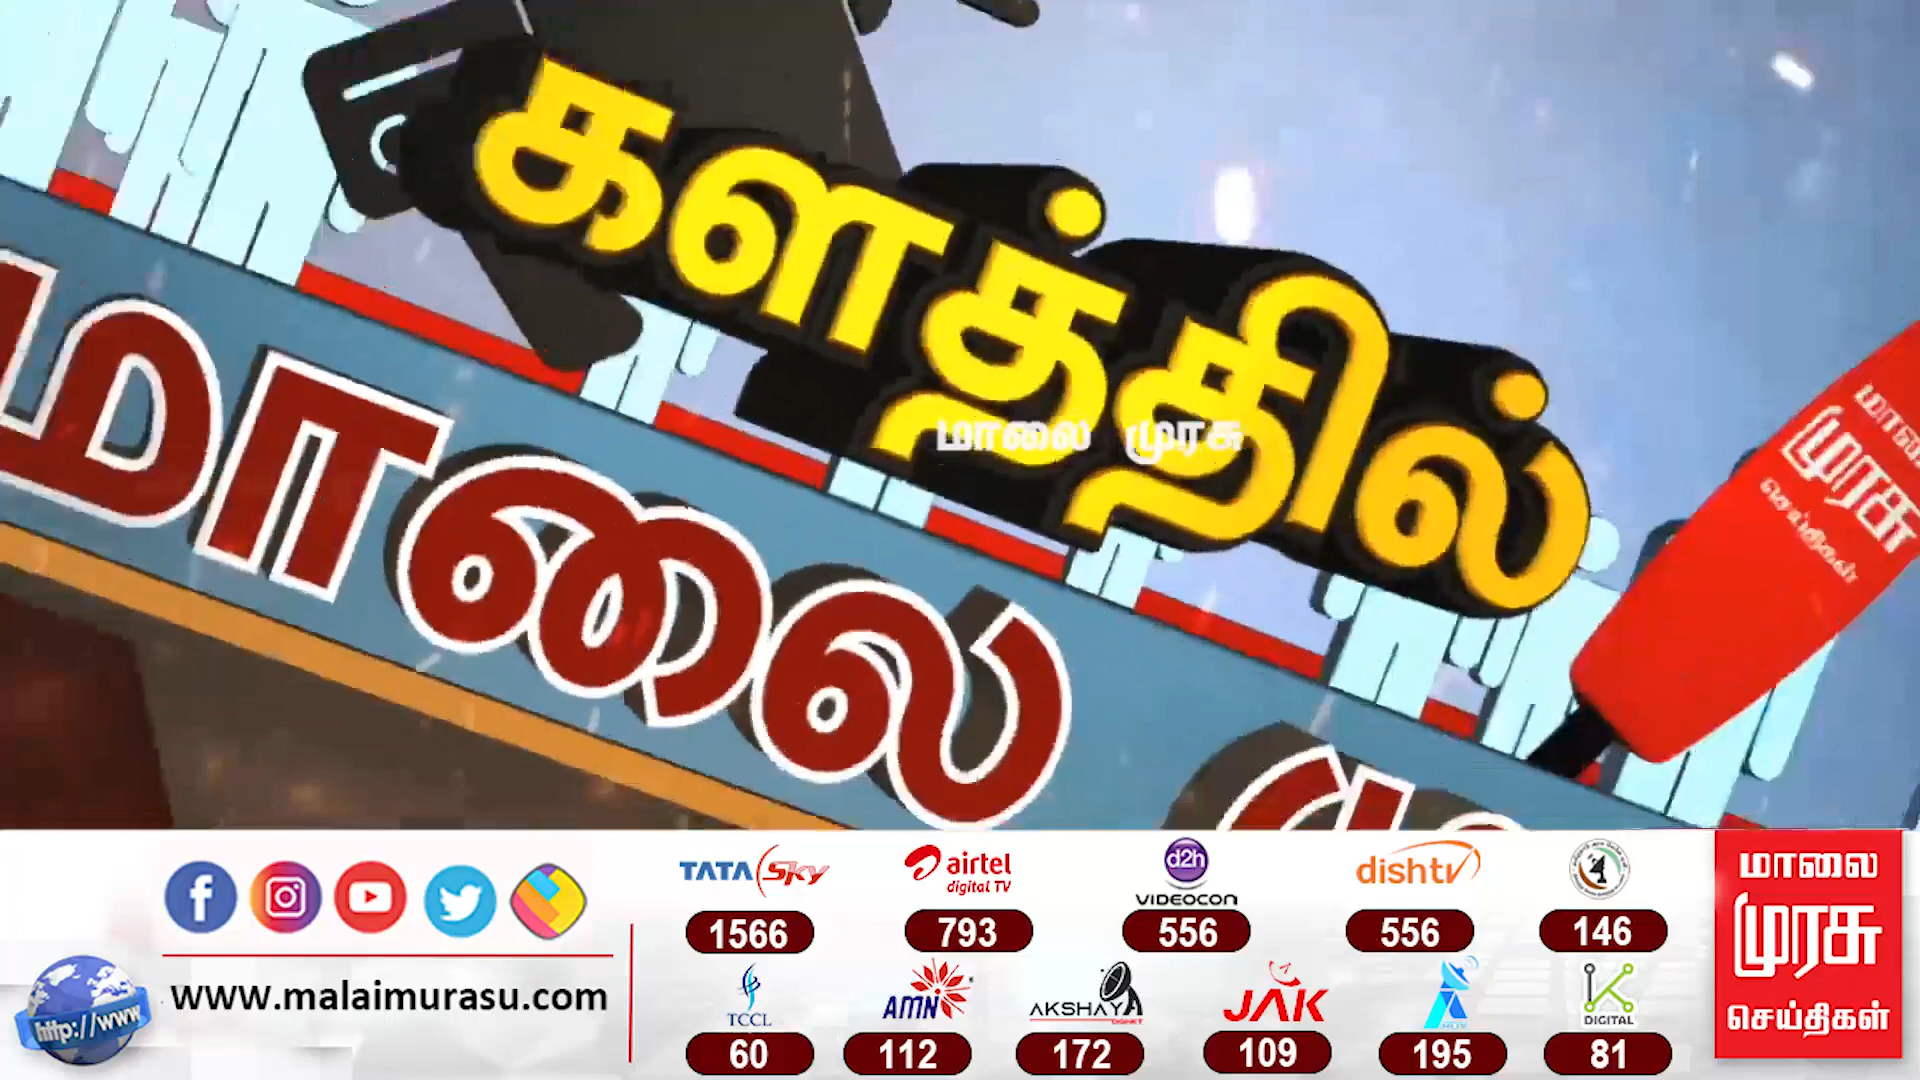 களத்தில்
மாலை முரசு
மாலை
மாலை
முரசு
செய்திகள்
TATA Sky
1566
airtel
digital TV
793
d2h
VIDEOCON
556
dishtv
556
146
http://www
www.malaimurasu.com
TCCL
60
AMN
112
AKSHAYA
172
JAK
109
195
K
DIGITAL
81
மாலை
முரசு
செய்திகள்